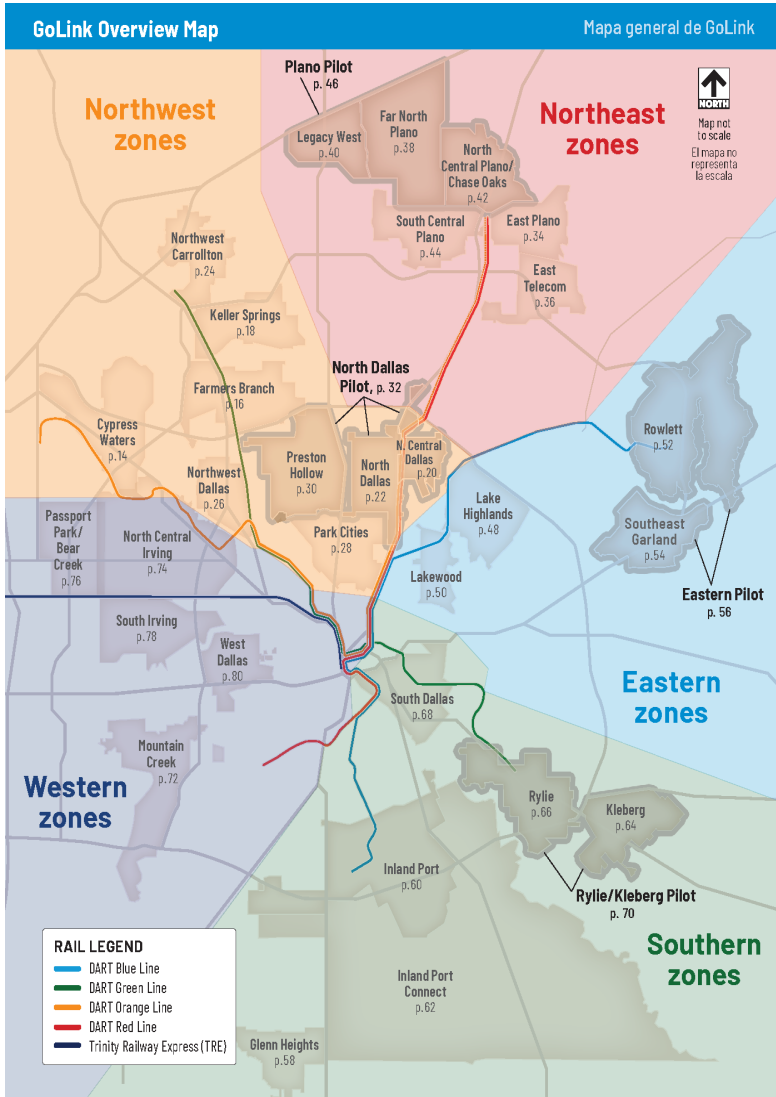 GoLink Overview Map
Mapa general de GoLink
Northwest
zones
Plano Pilot
p. 46
Northeast
zones
NORTH
Map not
to scale
El mapa no
representa
la escala
Legacy West
p.40
Far North
Plano
p.38
North
Central Plano/
Chase Oaks
p.42
South Central
Plano
p.44
East Plano
p.34
East
Telecom
p.36
Northwest
Carrollton
p.24
Keller Springs
p.18
Farmers Branch
p.16
North Dallas
Pilot, p. 32
Cypress
Waters
p.14
Northwest
Dallas
p.26
Preston
Hollow
p.30
North
Dallas
p.22
N. Central
Dallas
p.20
Park Cities
p.28
Rowlett
p.52
Lake
Highlands
p.48
Southeast
Garland
p.54
Lakewood
p.50
Eastern Pilot
p. 56
Passport
Park/
Bear
Creek
p.76
North Central
Irving
p.74
South Irving
p.78
West
Dallas
p.80
Eastern
zones
South Dallas
p.68
Mountain
Creek
p.72
Western
zones
Rylie
p.66
Kleberg
p.64
Inland Port
p.60
Rylie/Kleberg Pilot
p. 70
Southern
zones
Inland Port
Connect
p.62
Glenn Heights
p.58
RAIL LEGEND
DART Blue Line
DART Green Line
DART Orange Line
DART Red Line
Trinity Railway Express (TRE)